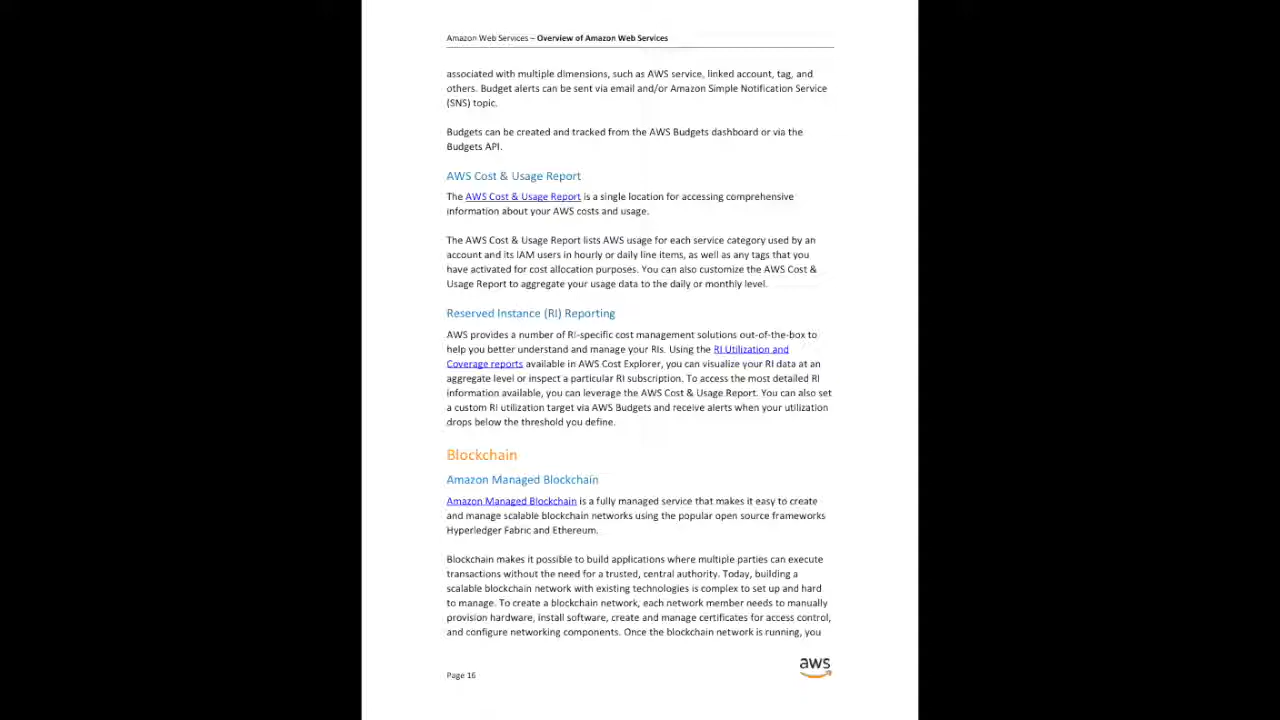 Amazon Web Services – Overview of Amazon Web Services
associated with multiple dimensions, such as AWS service, linked account, tag, and
others. Budget alerts can be sent via email and/or Amazon Simple Notification Service
(SNS) topic.
Budgets can be created and tracked from the AWS Budgets dashboard or via the
Budgets API.
AWS Cost & Usage Report
The AWS Cost & Usage Report is a single location for accessing comprehensive
information about your AWS costs and usage.
The AWS Cost & Usage Report lists AWS usage for each service category used by an
account and its IAM users in hourly or daily line items, as well as any tags that you
have activated for cost allocation purposes. You can also customize the AWS Cost &
Usage Report to aggregate your usage data to the daily or monthly level.
Reserved Instance (RI) Reporting
AWS provides a number of RI-specific cost management solutions out-of-the-box to
help you better understand and manage your RIs. Using the RI Utilization and
Coverage reports available in AWS Cost Explorer, you can visualize your RI data at an
aggregate level or inspect a particular RI subscription. To access the most detailed RI
information available, you can leverage the AWS Cost & Usage Report. You can also set
a custom RI utilization target via AWS Budgets and receive alerts when your utilization
drops below the threshold you define.
Blockchain
Amazon Managed Blockchain
Amazon Managed Blockchain is a fully managed service that makes it easy to create
and manage scalable blockchain networks using the popular open source frameworks
Hyperledger Fabric and Ethereum.
Blockchain makes it possible to build applications where multiple parties can execute
transactions without the need for a trusted, central authority. Today, building a
scalable blockchain network with existing technologies is complex to set up and hard
to manage. To create a blockchain network, each network member needs to manually
provision hardware, install software, create and manage certificates for access control,
and configure networking components. Once the blockchain network is running, you
aws
Page 16